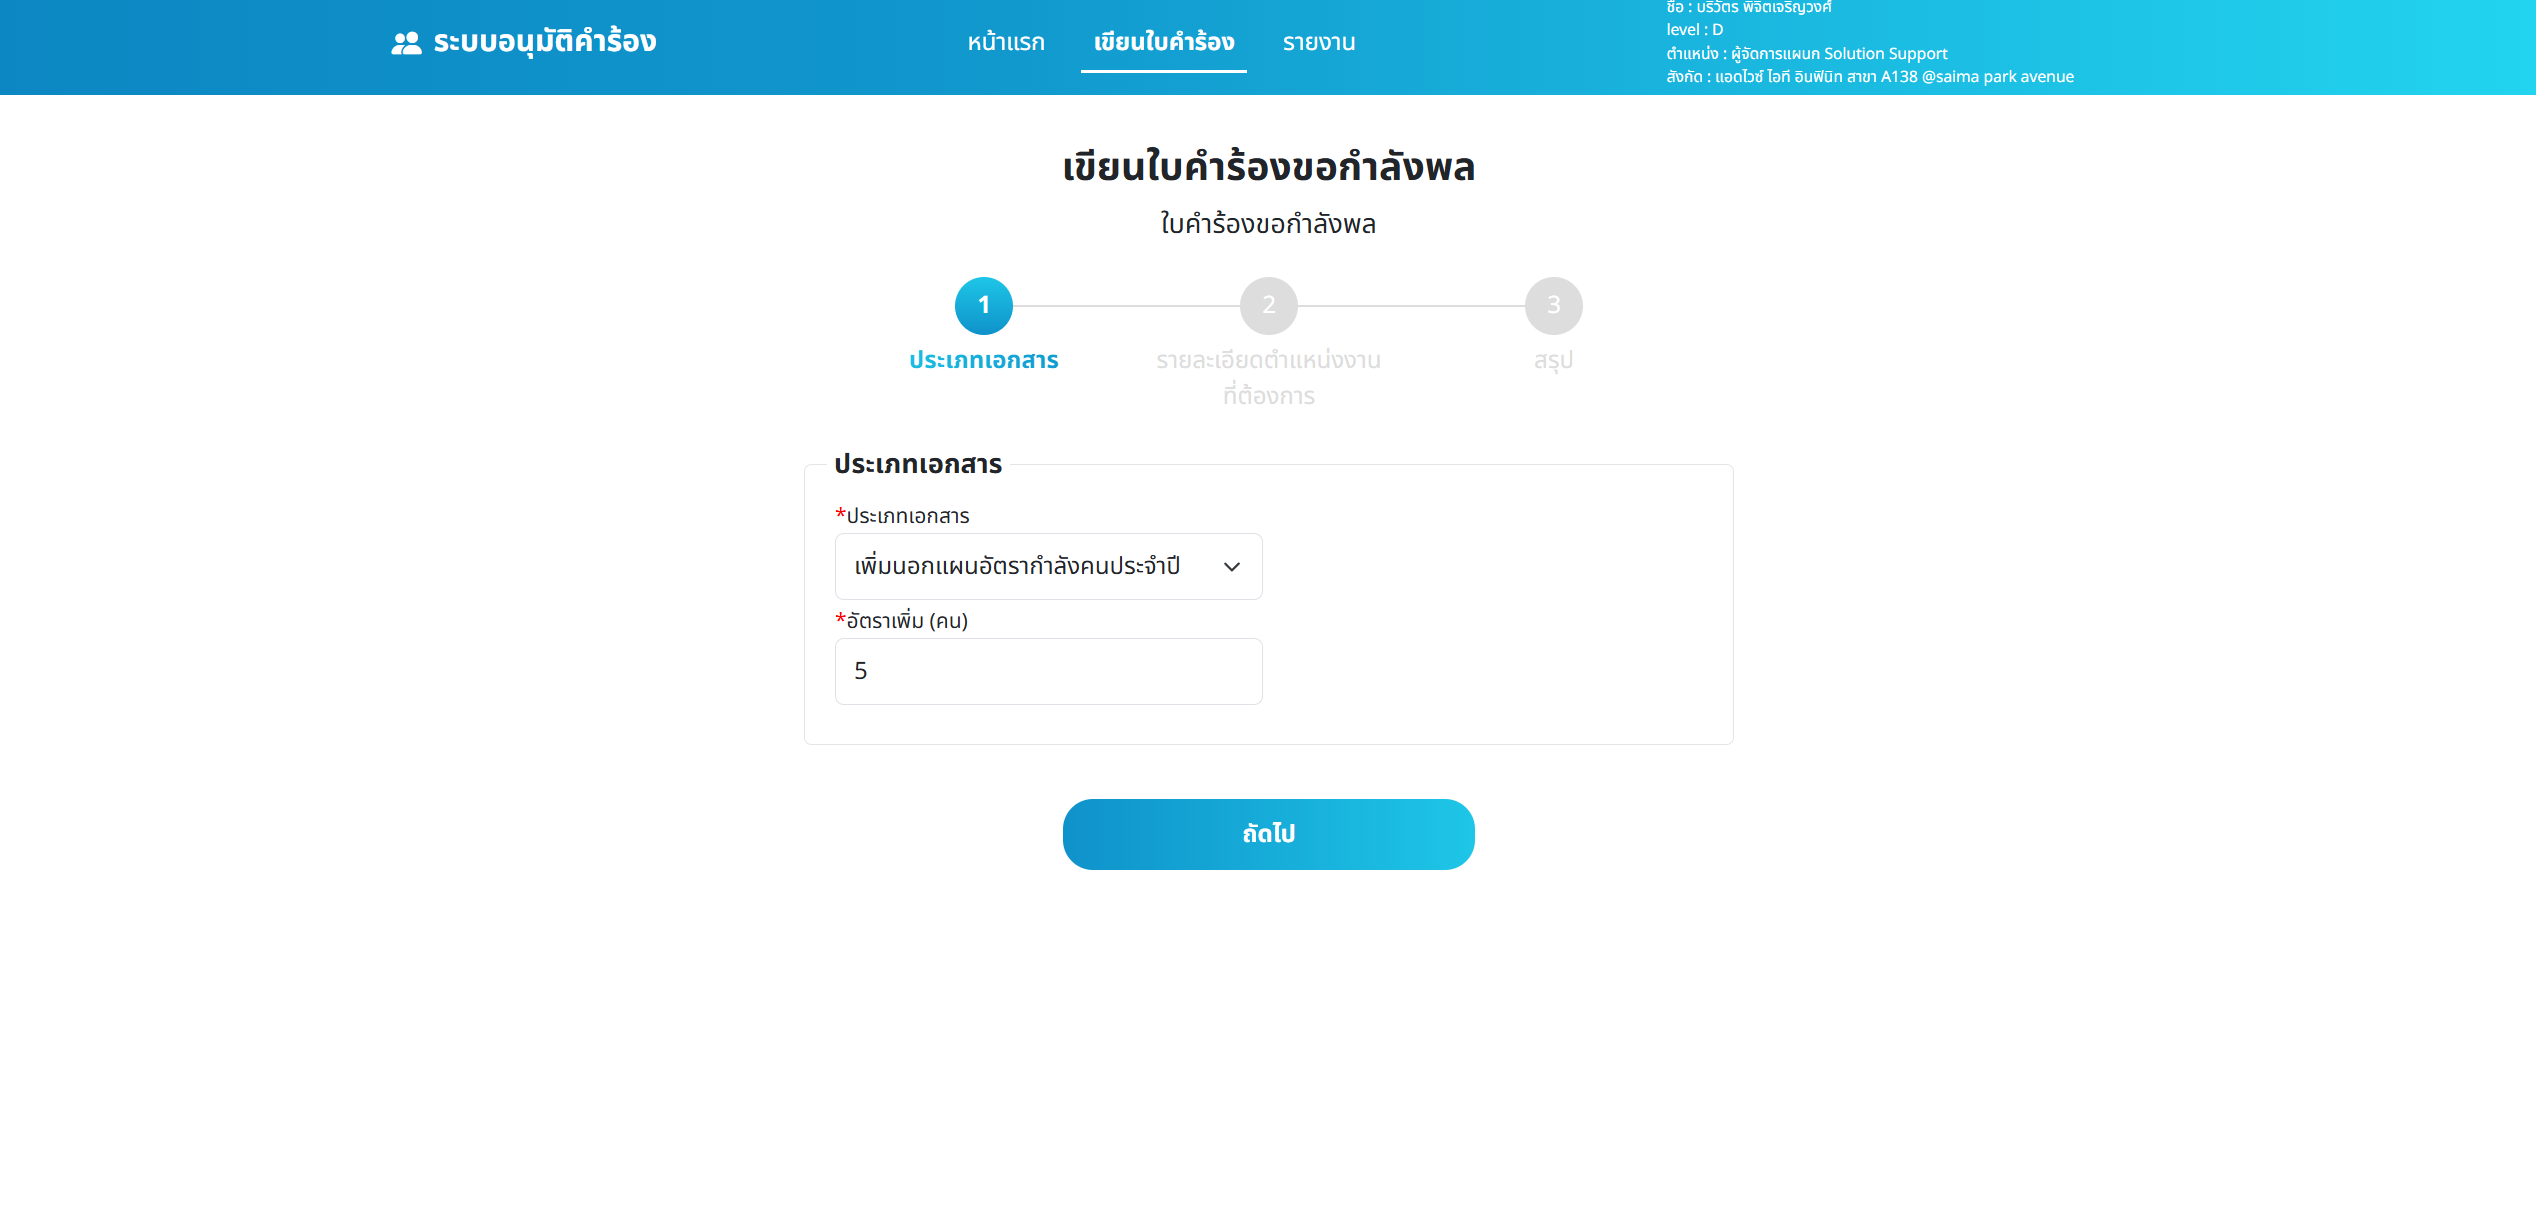 ระบบอนุมัติคำร้อง
หน้าแรก
เขียนใบคำร้อง
รายงาน
ชื่อ : บริวัตร พิจิตเจริญวงศ์
level : D
ตำแหน่ง : ผู้จัดการแผนก Solution Support
สังกัด : แอดไวซ์ ไอที อินฟินิท สาขา A138 @saima park avenue
เขียนใบคำร้องขอกำลังพล
ใบคำร้องขอกำลังพล
1
2
3
ประเภทเอกสาร
รายละเอียดตำแหน่งงาน
ที่ต้องการ
สรุป
ประเภทเอกสาร
*ประเภทเอกสาร
เพิ่มนอกแผนอัตรากำลังคนประจำปี
*อัตราเพิ่ม (คน)
5
ถัดไป